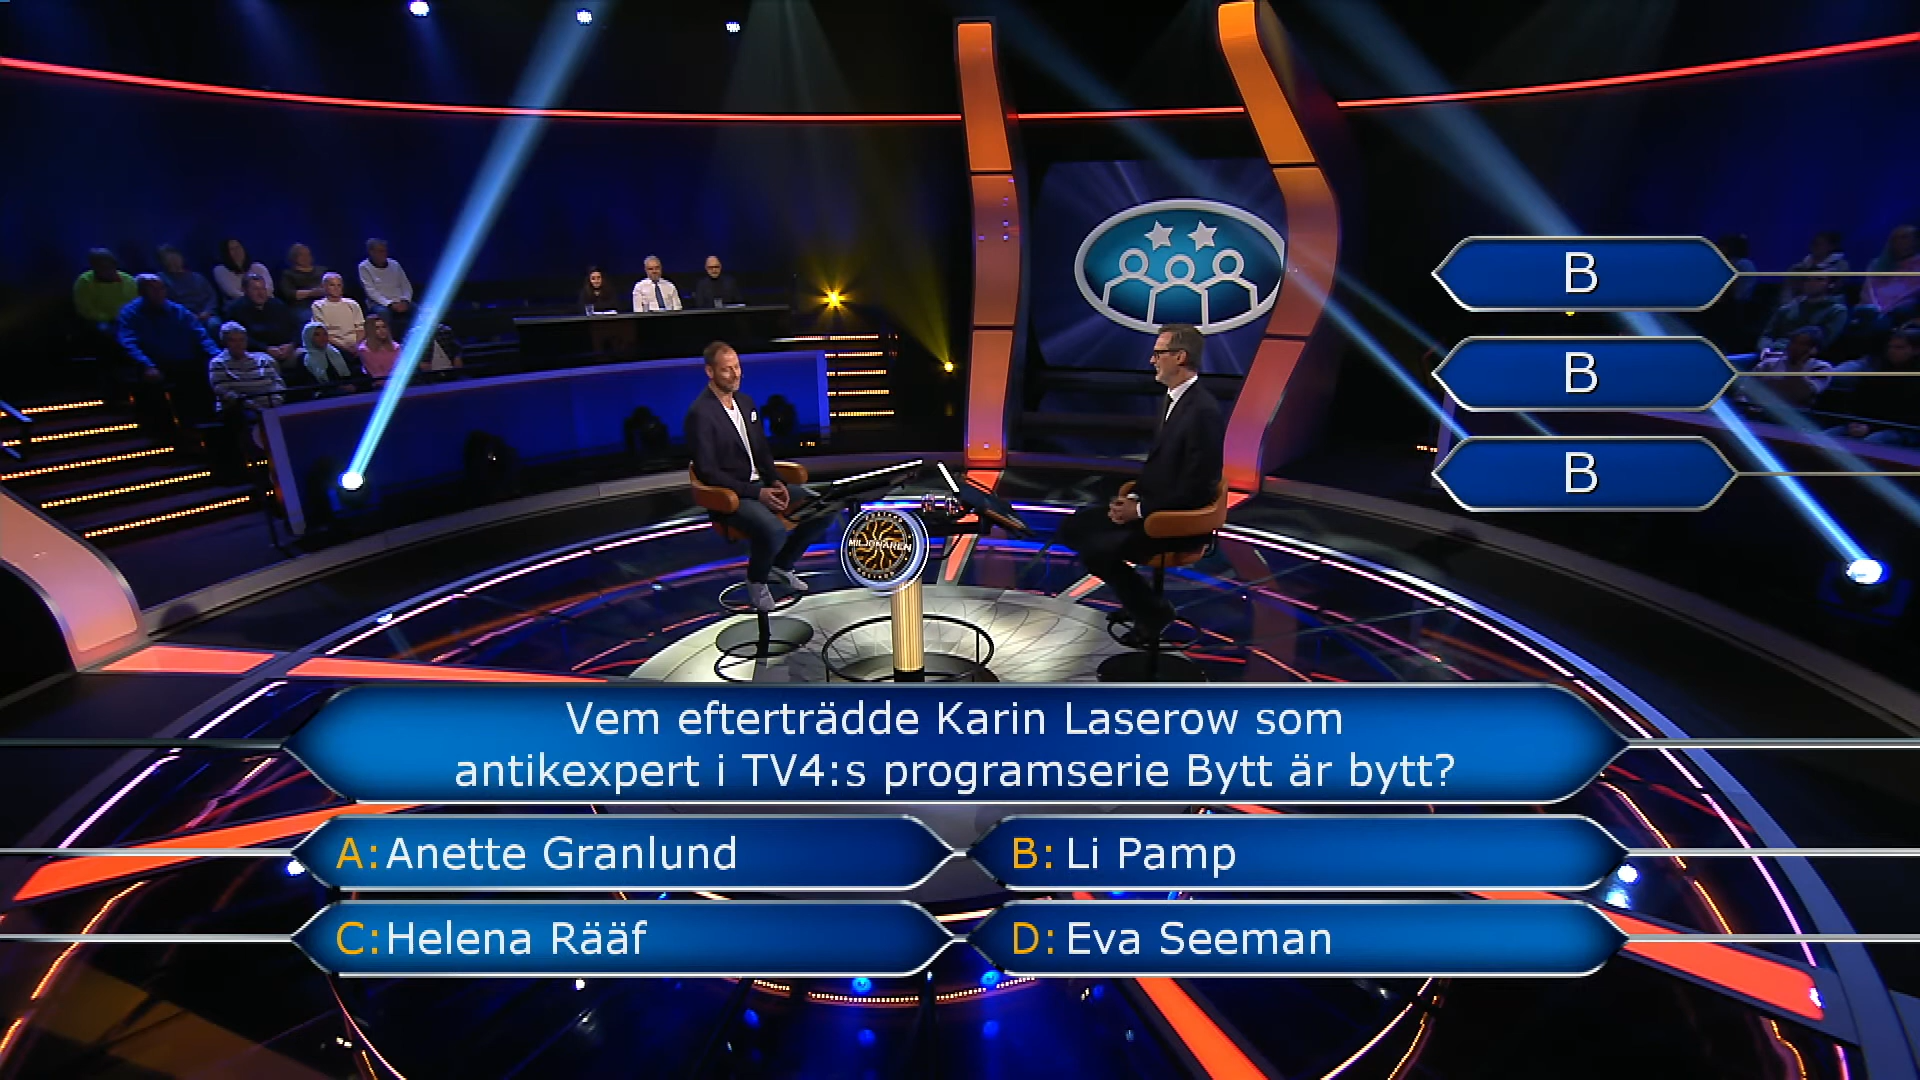 B
B
B
MILJONÄREN
Vem efterträdde Karin Laserow som
antikexpert i TV4:s programserie Bytt är bytt?
A: Anette Granlund
B: Li Pamp
C: Helena Rääf
D: Eva Seeman